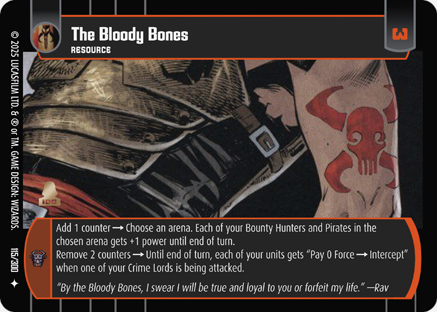 The Bloody Bones
RESOURCE
3
© 2025 LUCASFILM LTD. & ® or TM. GAME DESIGN: WIZARDS.
115/300
Add 1 counter → Choose an arena. Each of your Bounty Hunters and Pirates in the
chosen arena gets +1 power until end of turn.
Remove 2 counters → Until end of turn, each of your units gets "Pay 0 Force → Intercept"
when one of your Crime Lords is being attacked.
"By the Bloody Bones, I swear I will be true and loyal to you or forfeit my life." —Rav